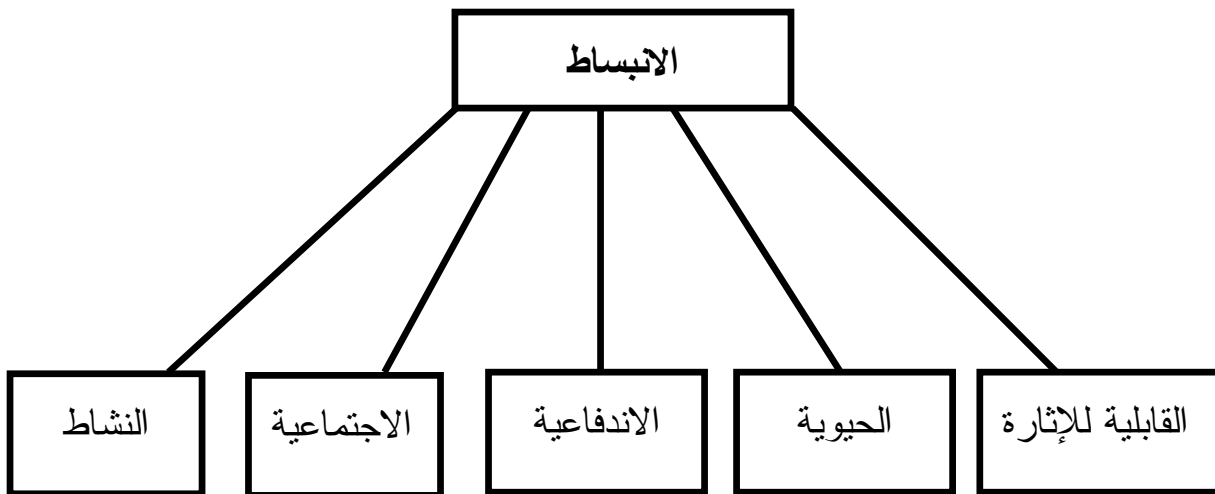 الانبساط
القابلية للإثارة
الحيوية
الاندفاعية
الاجتماعية
النشاط